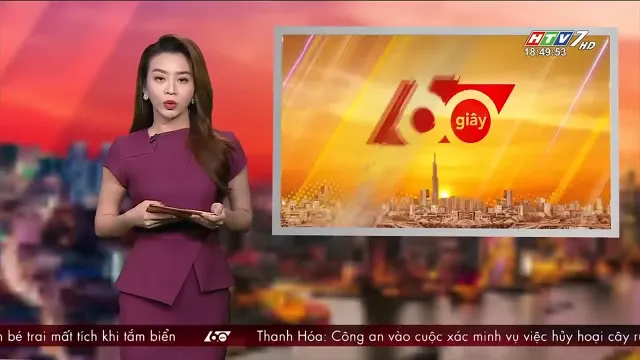 HTV7 HD
18:49:53
60 giây
bé trai mất tích khi tắm biển 60 Thanh Hóa: Công an vào cuộc xác minh vụ việc hủy hoại cây